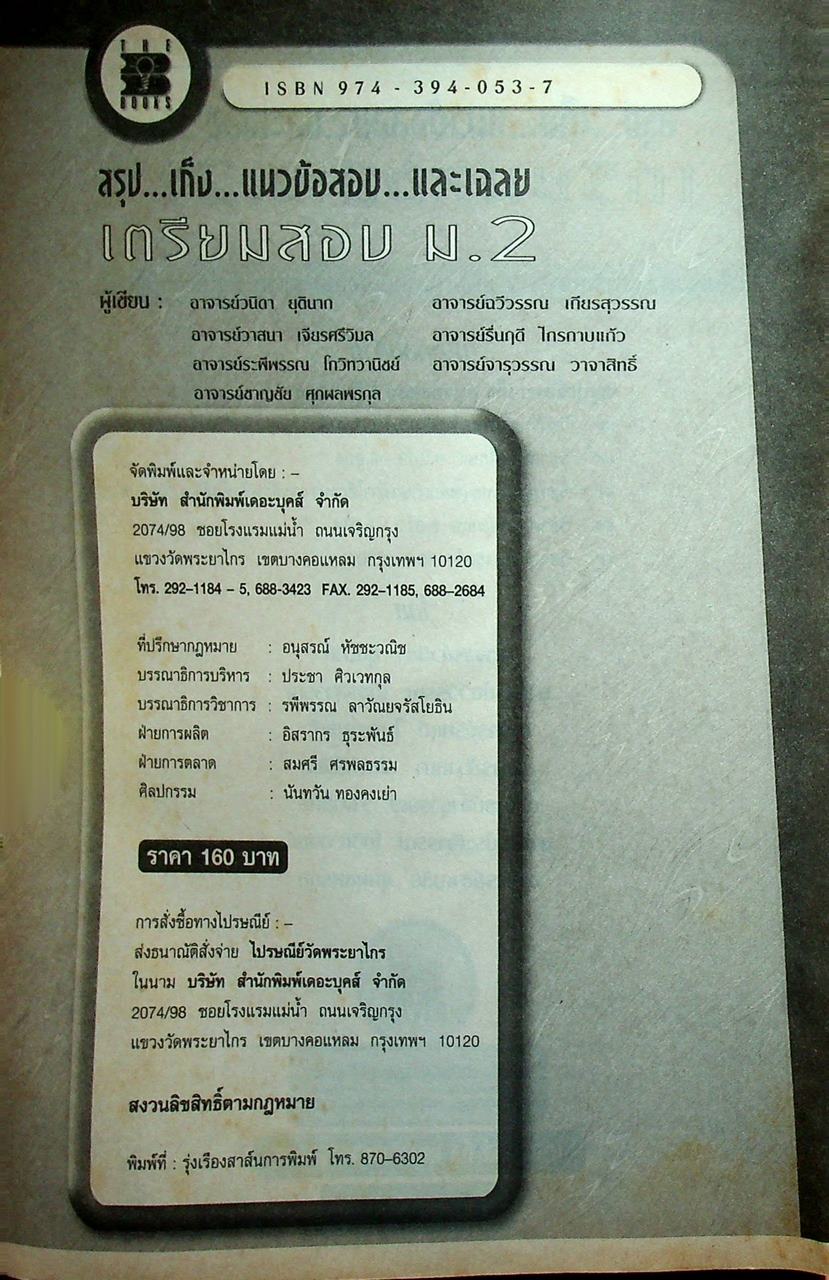 THE
BOOKS
ISBN 974 - 394-053-7
สรุป...เก็ง...แนวข้อสอบ...และเฉลย
เตรียมสอบ ม.2
ผู้เขียน : อาจารย์วนิดา ยุตินาก อาจารย์ฉวีวรรณ เกียรสุวรรณ
อาจารย์วาสนา เจียรศรีวิมล อาจารย์รื่นฤดี ไกรกาบแก้ว
อาจารย์ระพีพรรณ โกวิทวานิชย์ อาจารย์จารุวรรณ วาจาสิทธิ์
อาจารย์ชาญชัย ศุภผลพรกุล
จัดพิมพ์และจำหน่ายโดย : –
บริษัท สำนักพิมพ์เดอะบุคส์ จำกัด
2074/98 ซอยโรงแรมแม่น้ำ ถนนเจริญกรุง
แขวงวัดพระยาไกร เขตบางคอแหลม กรุงเทพฯ 10120
โทร. 292–1184 – 5, 688-3423 FAX. 292–1185, 688–2684
ที่ปรึกษากฎหมาย : อนุสรณ์ หัชชะวณิช
บรรณาธิการบริหาร : ประชา ศิวเวทกุล
บรรณาธิการวิชาการ : รพีพรรณ ลาวัณยจรัสโยธิน
ฝ่ายการผลิต : อิสรากร ธุระพันธ์
ฝ่ายการตลาด : สมศรี ศรพลธรรม
ศิลปกรรม : นันทวัน ทองคงเย่า
ราคา 160 บาท
การสั่งซื้อทางไปรษณีย์ : –
ส่งธนาณัติสั่งจ่าย ไปรษณีย์วัดพระยาไกร
ในนาม บริษัท สำนักพิมพ์เดอะบุคส์ จำกัด
2074/98 ซอยโรงแรมแม่น้ำ ถนนเจริญกรุง
แขวงวัดพระยาไกร เขตบางคอแหลม กรุงเทพฯ 10120
สงวนลิขสิทธิ์ตามกฎหมาย
พิมพ์ที่ : รุ่งเรืองสาส์นการพิมพ์ โทร. 870–6302